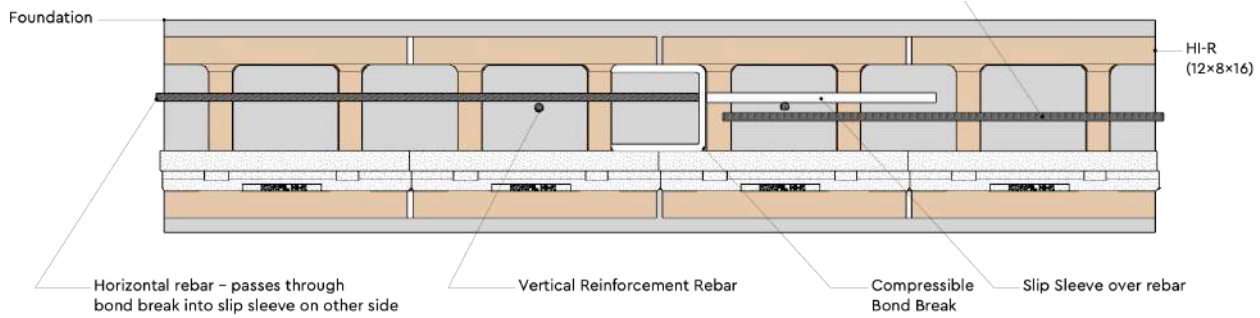 Foundation
HI-R
(12×8×16)
Horizontal rebar – passes through
bond break into slip sleeve on other side
Vertical Reinforcement Rebar
Compressible
Bond Break
Slip Sleeve over rebar